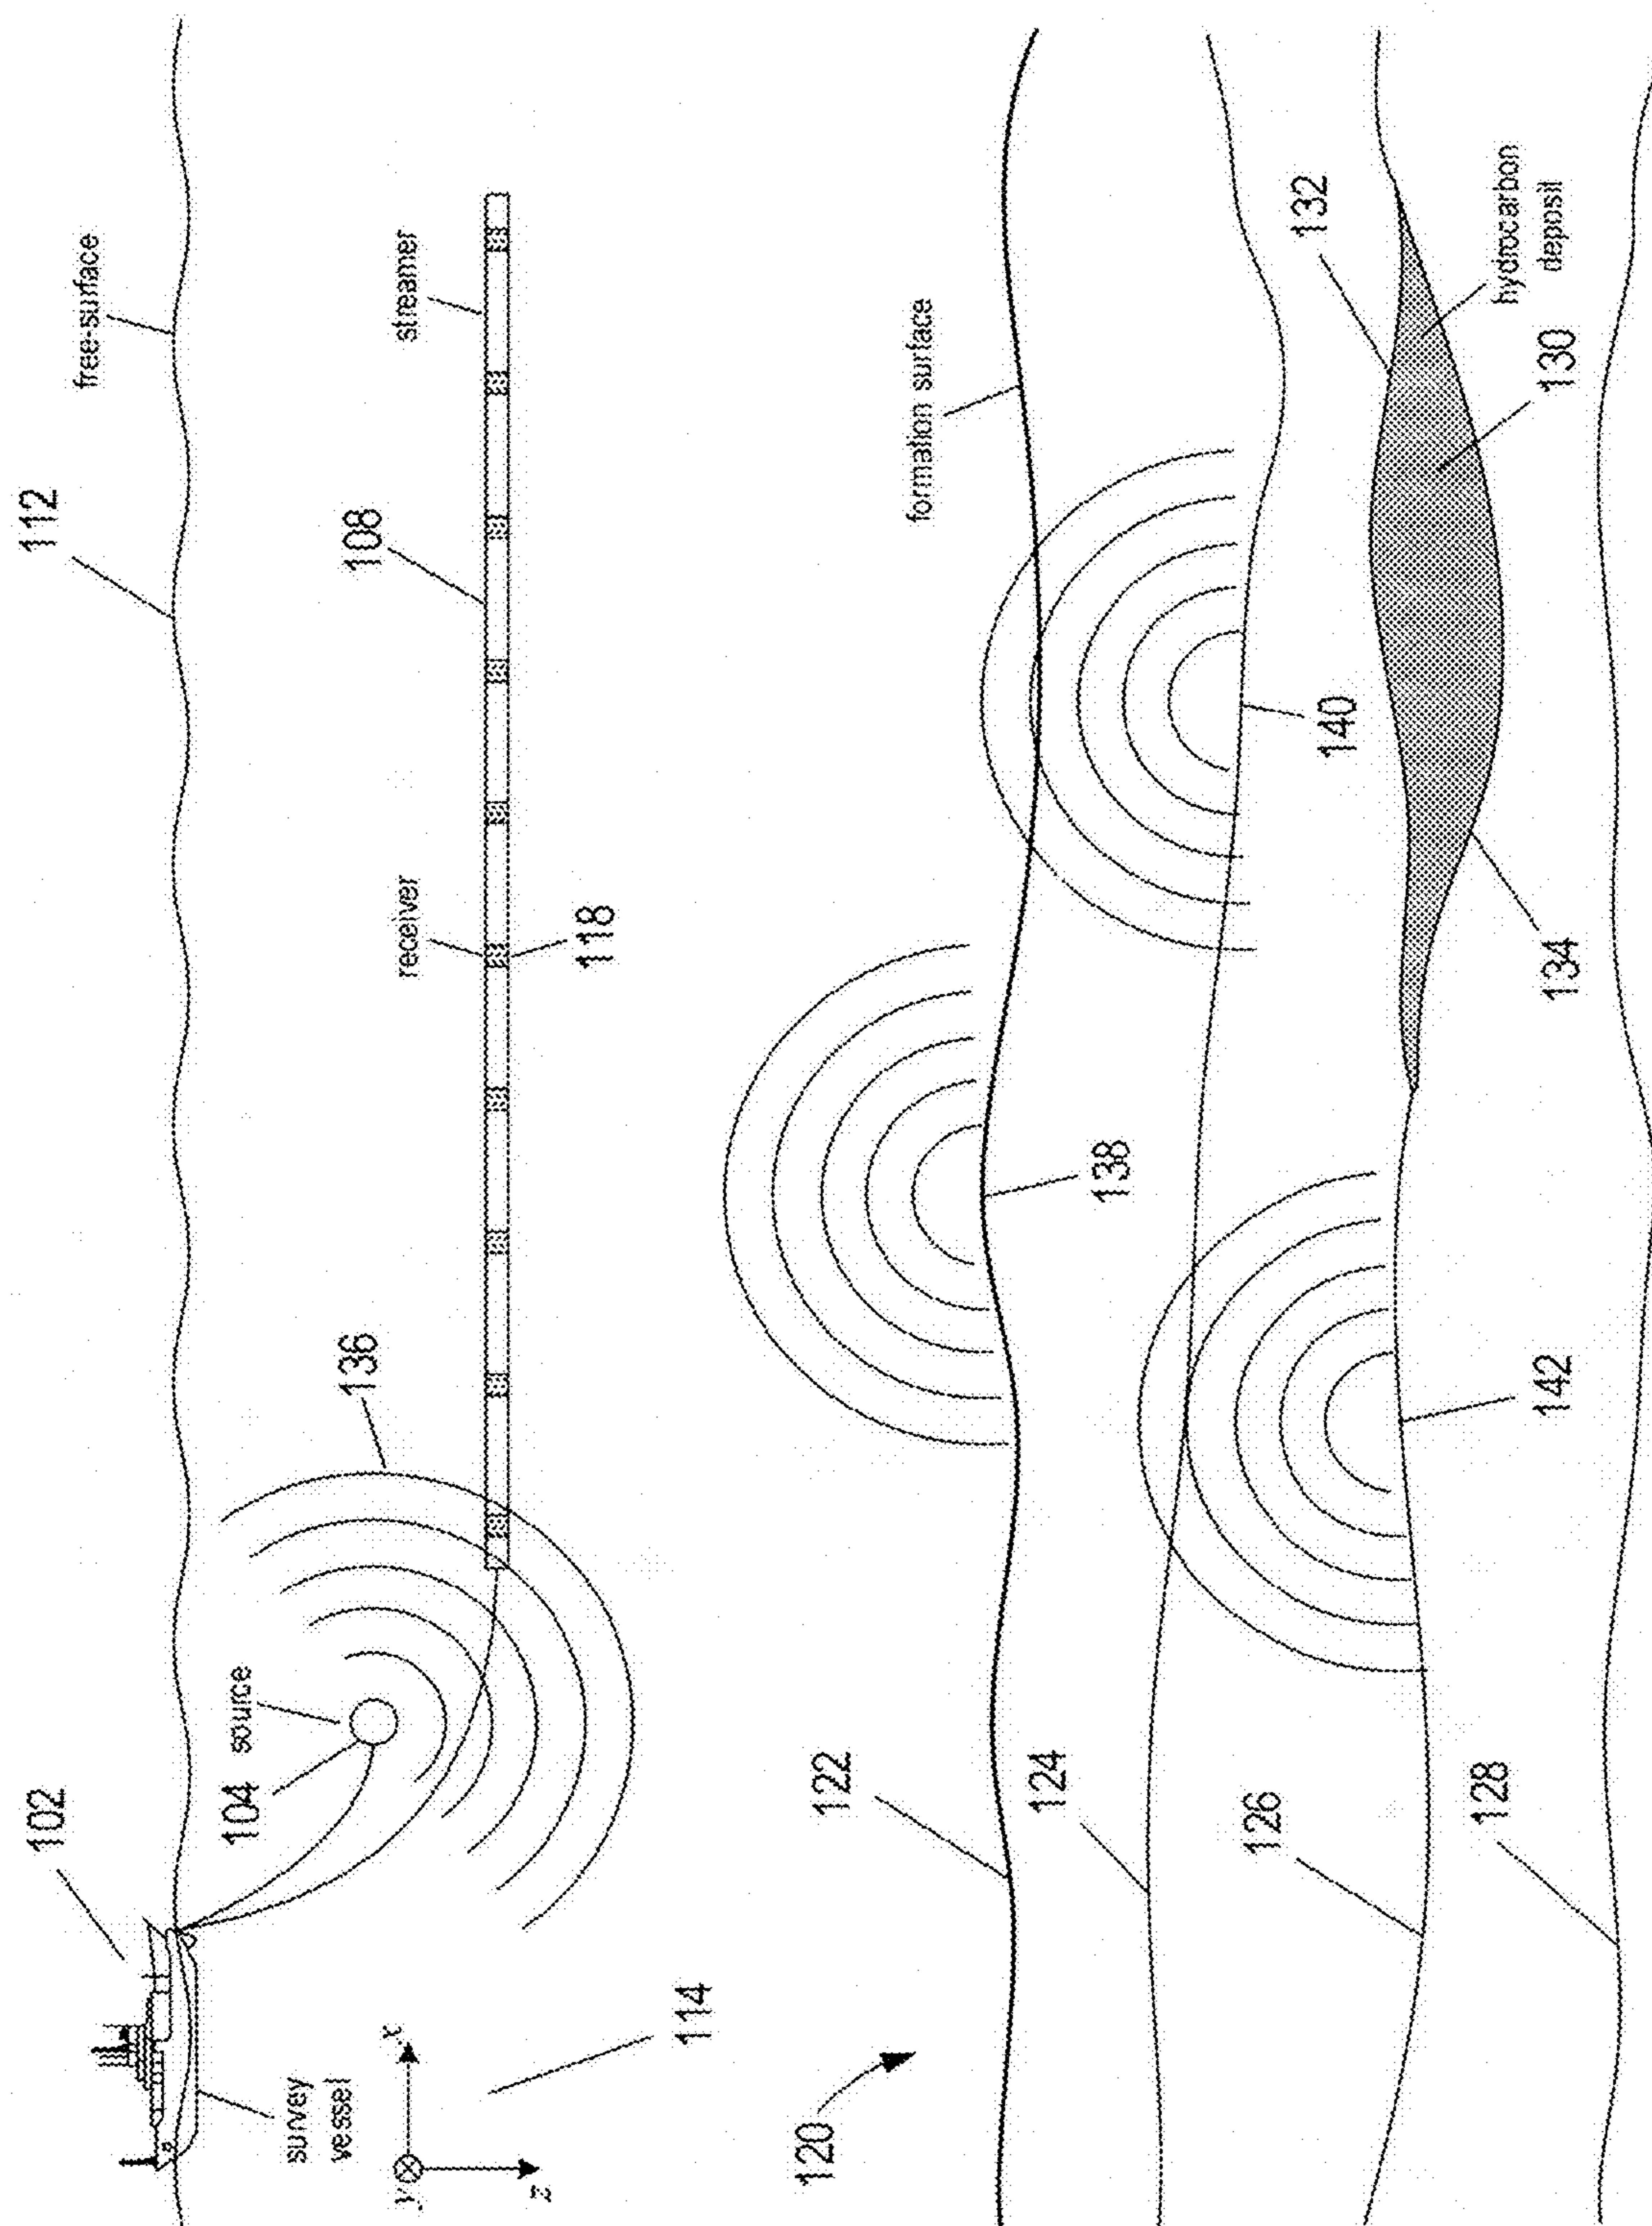 102
112
free-surface
survey
vessel
104
source
136
108
streamer
receiver
118
y
x
z
114
120
formation surface
122
138
124
140
132
126
142
134
130
hydrocarbon
deposit
128